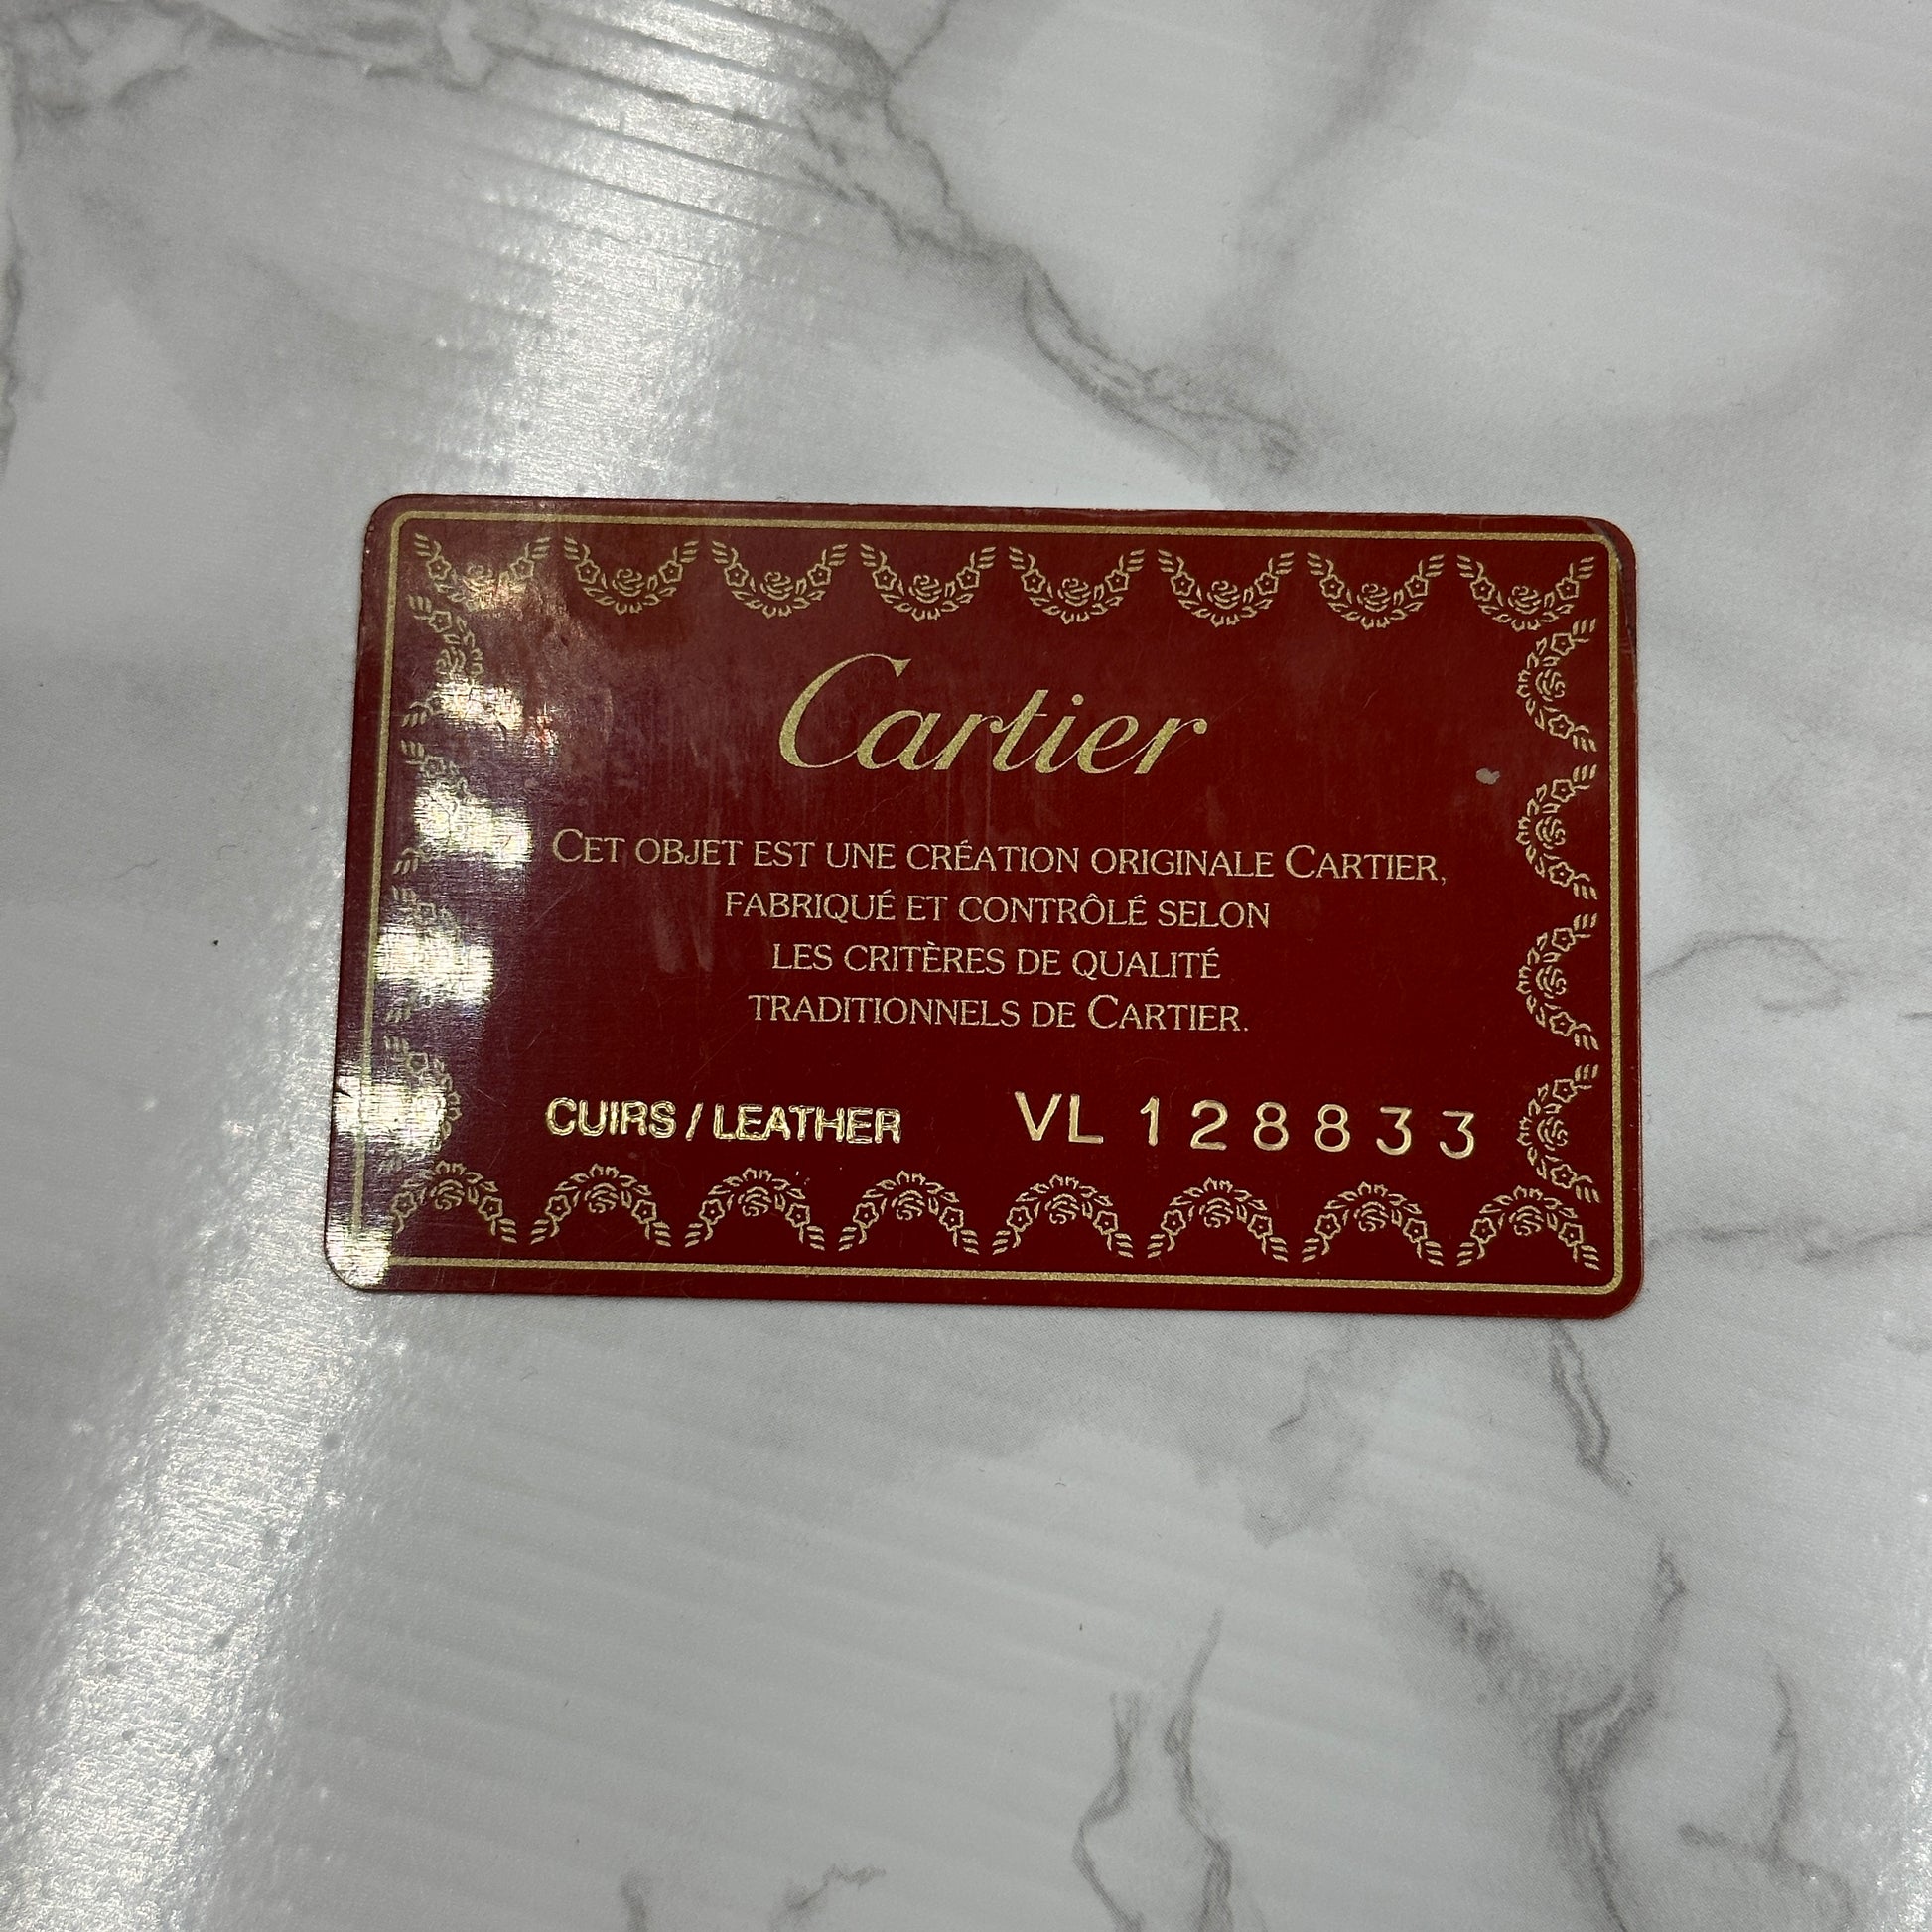 Cartier
CET OBJET EST UNE CRÉATION ORIGINALE CARTIER,
FABRIQUÉ ET CONTRÔLÉ SELON
LES CRITÈRES DE QUALITÉ
TRADITIONNELS DE CARTIER.
CUIRS / LEATHER VL 128833